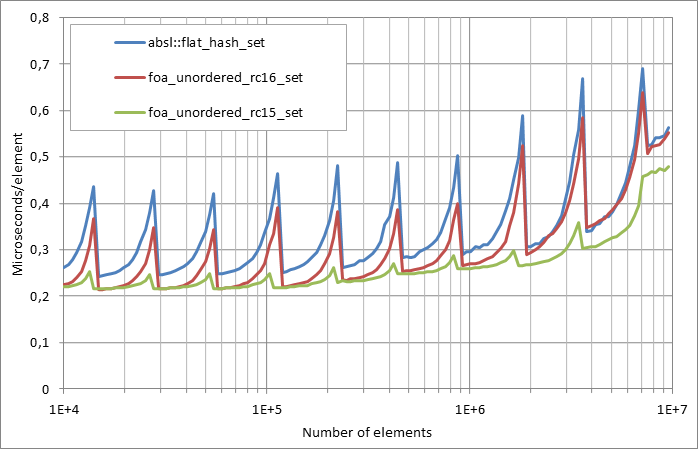 0,8
0,7
0,6
0,5
0,4
0,3
0,2
0,1
0
Microseconds/element
absl::flat_hash_set
foa_unordered_rc16_set
foa_unordered_rc15_set
1E+4 1E+5 1E+6 1E+7
Number of elements